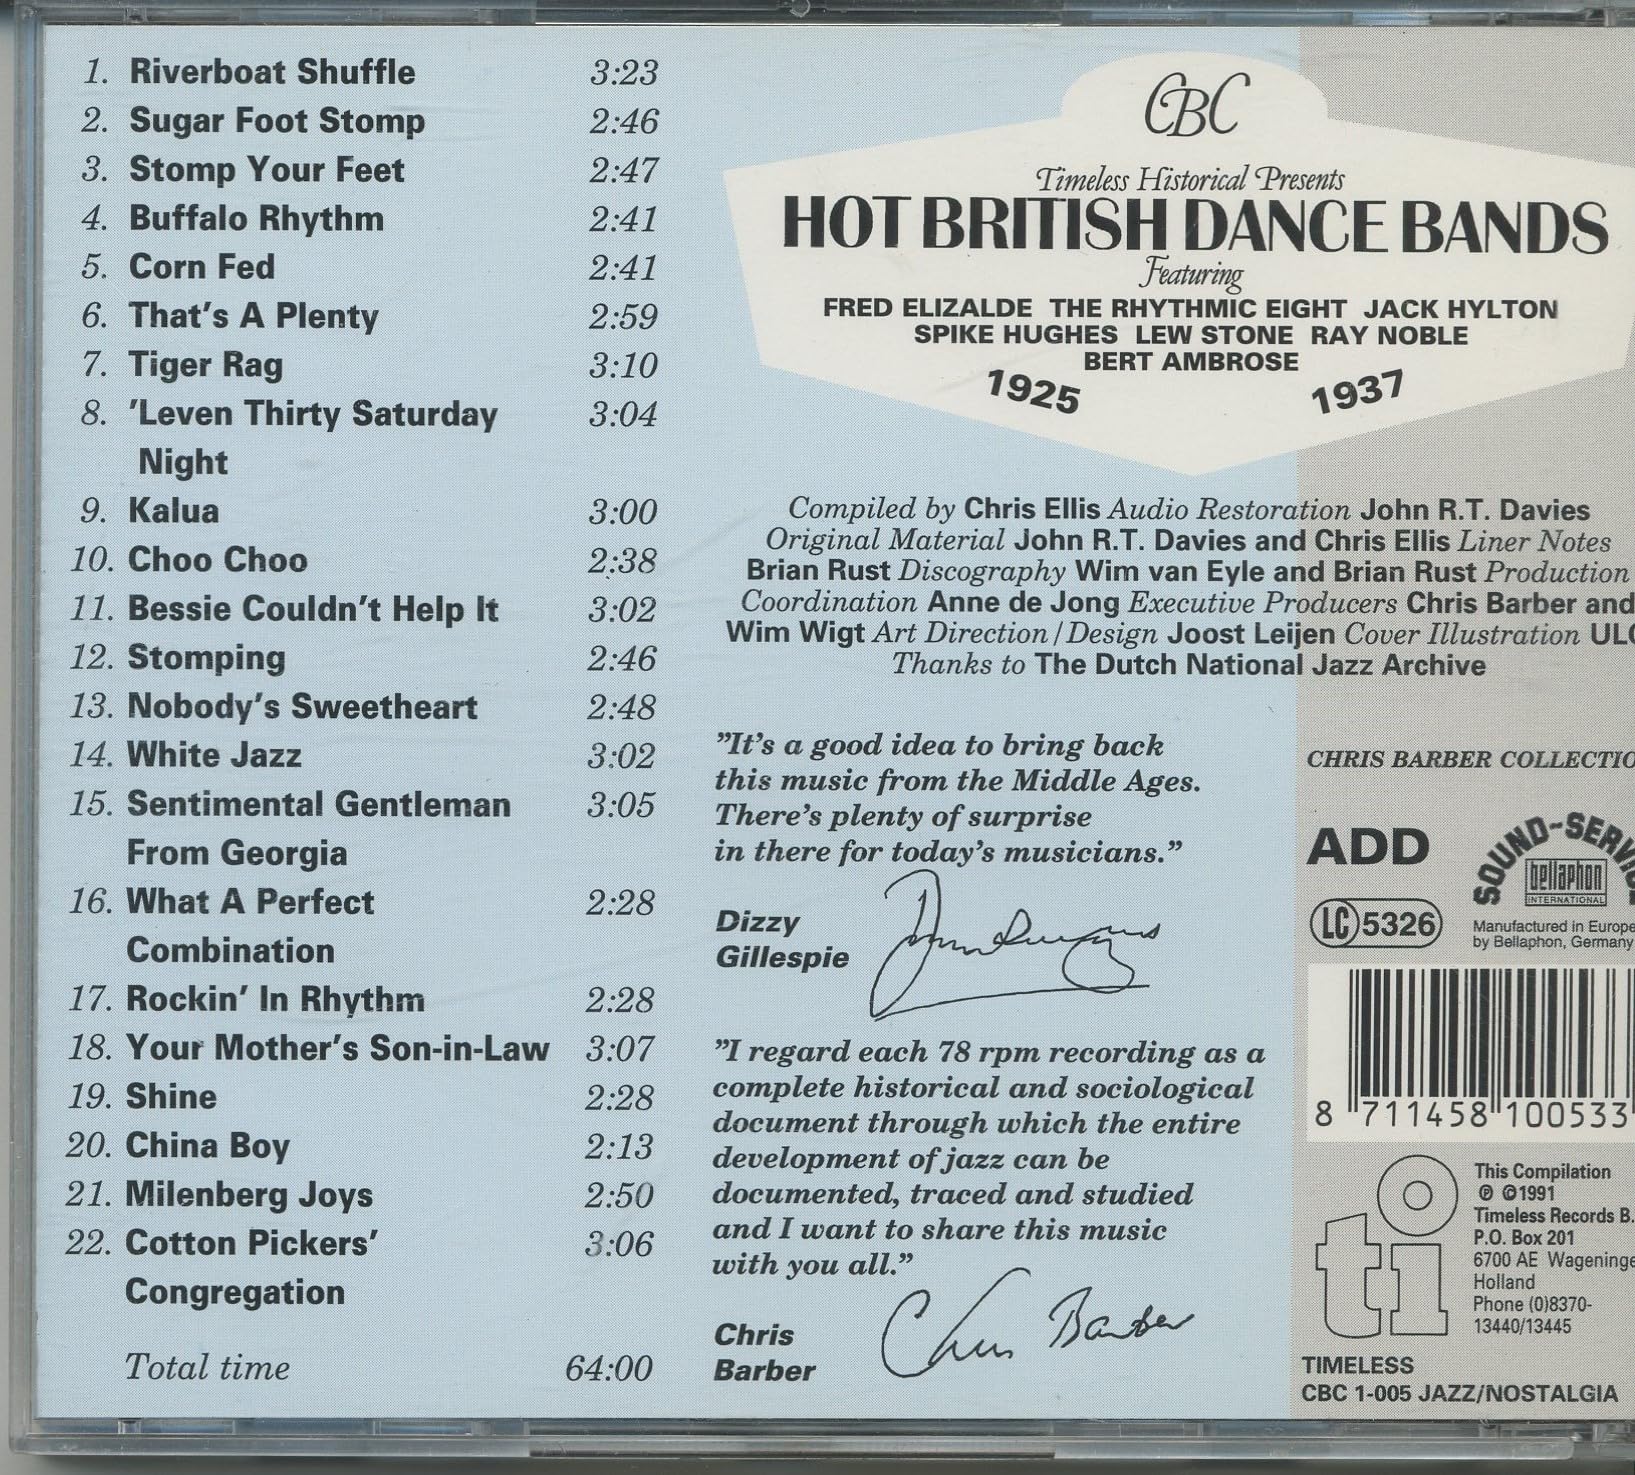 1. Riverboat Shuffle 3:23
2. Sugar Foot Stomp 2:46
3. Stomp Your Feet 2:47
4. Buffalo Rhythm 2:41
5. Corn Fed 2:41
6. That's A Plenty 2:59
7. Tiger Rag 3:10
8. 'Leven Thirty Saturday 3:04
Night
9. Kalua 3:00
10. Choo Choo 2:38
11. Bessie Couldn't Help It 3:02
12. Stomping 2:46
13. Nobody's Sweetheart 2:48
14. White Jazz 3:02
15. Sentimental Gentleman 3:05
From Georgia
16. What A Perfect 2:28
Combination
17. Rockin' In Rhythm 2:28
18. Your Mother's Son-in-Law 3:07
19. Shine 2:28
20. China Boy 2:13
21. Milenberg Joys 2:50
22. Cotton Pickers' 3:06
Congregation
Total time 64:00
CBC
Timeless Historical Presents
HOT BRITISH DANCE BANDS
Featuring
FRED ELIZALDE THE RHYTHMIC EIGHT JACK HYLTON
SPIKE HUGHES LEW STONE RAY NOBLE
BERT AMBROSE
1925 1937
Compiled by Chris Ellis Audio Restoration John R.T. Davies
Original Material John R.T. Davies and Chris Ellis Liner Notes
Brian Rust Discography Wim van Eyle and Brian Rust Production
Coordination Anne de Jong Executive Producers Chris Barber and
Wim Wigt Art Direction/Design Joost Leijen Cover Illustration
Thanks to The Dutch National Jazz Archive
"It's a good idea to bring back
this music from the Middle Ages.
There's plenty of surprise
in there for today's musicians."
Dizzy
Gillespie
"I regard each 78 rpm recording as a
complete historical and sociological
document through which the entire
development of jazz can be
documented, traced and studied
and I want to share this music
with you all."
Chris
Barber
Chris Barber
CHRIS BARBER
ADD
SOUND-
bellaphon
INTERNATIONAL
LC 5326
Manufactured in Europe
by Bellaphon, Germany
8 711458 100533
ti
This Compilation
℗ ©1991
Timeless Records B.
P.O. Box 201
6700 AE
Holland
Phone (0)8370-
13440/13445
TIMELESS
CBC 1-005 JAZZ/NOSTALGIA